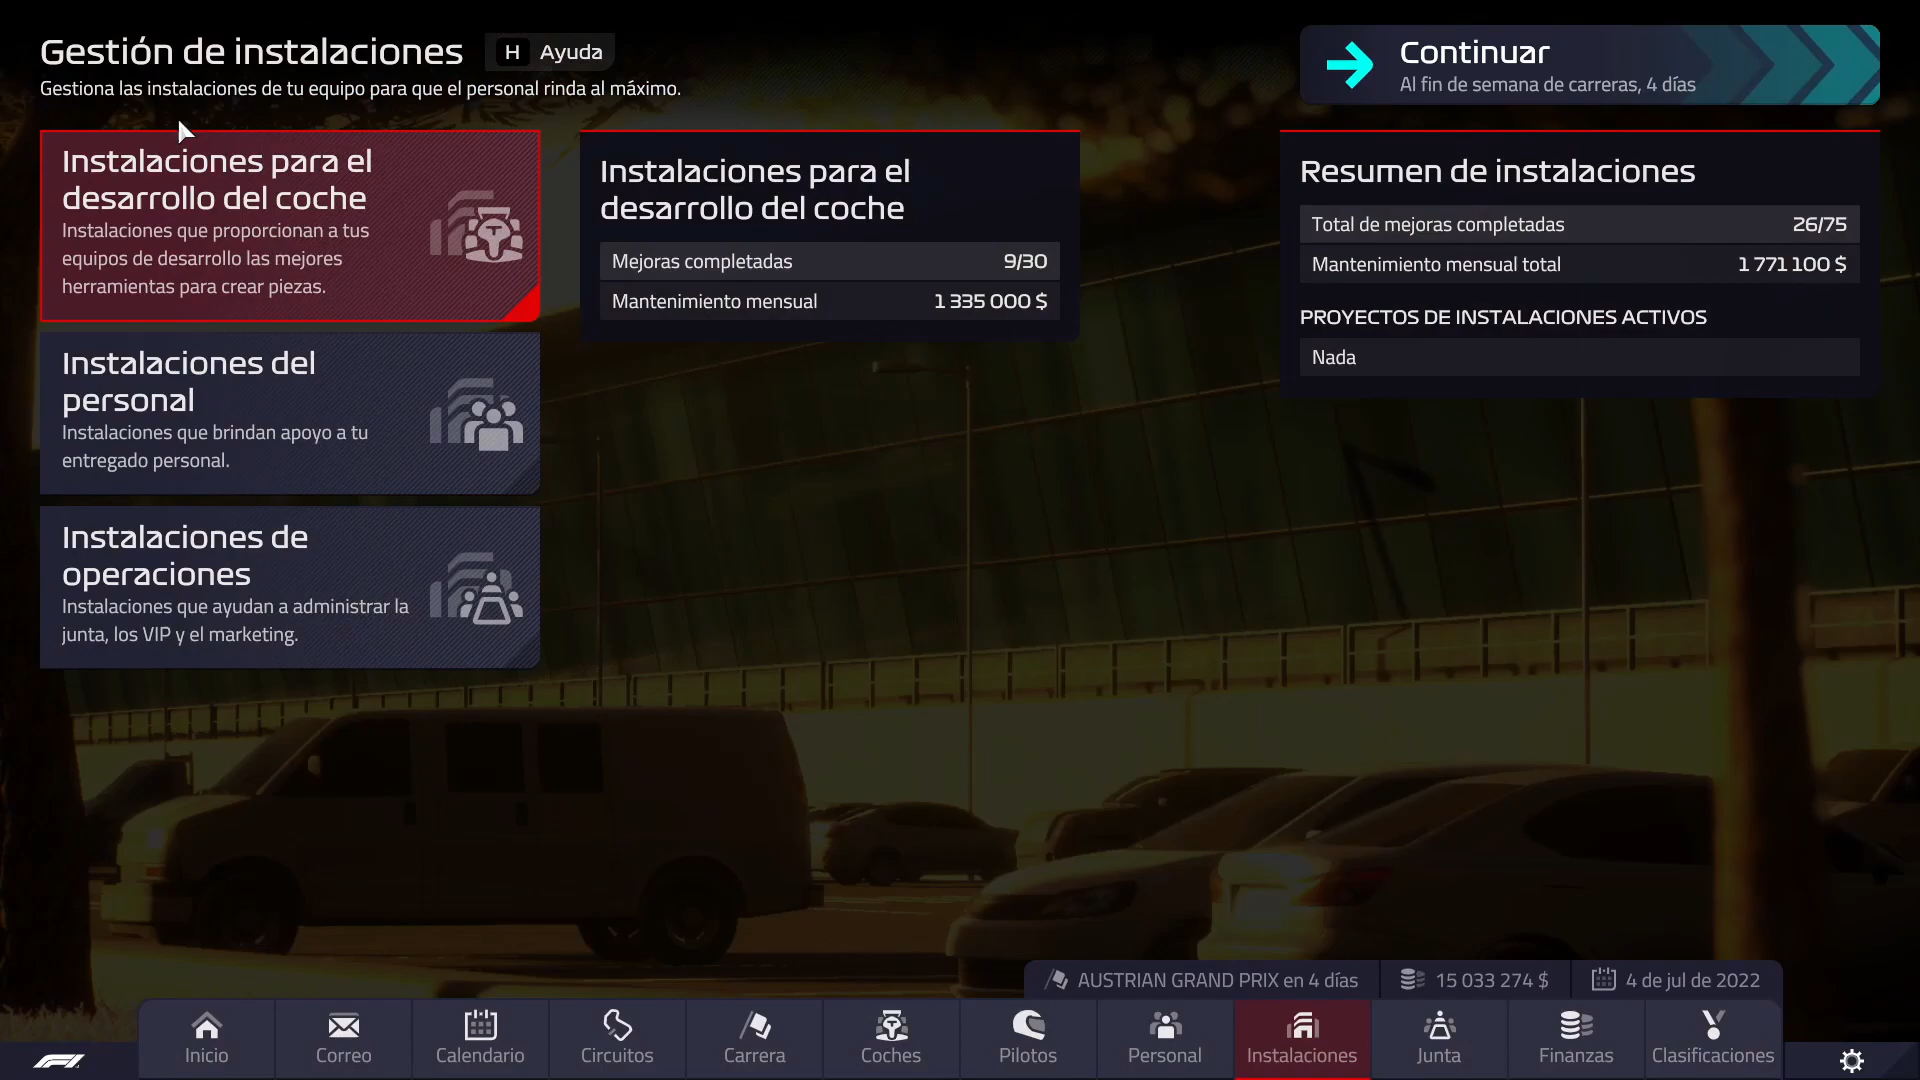 Gestión de instalaciones
H Ayuda
Gestiona las instalaciones de tu equipo para que el personal rinda al máximo.
Continuar
Al fin de semana de carreras, 4 días
Instalaciones para el
desarrollo del coche
Instalaciones que proporcionan a tus
equipos de desarrollo las mejores
herramientas para crear piezas.
Instalaciones del
personal
Instalaciones que brindan apoyo a tu
entregado personal.
Instalaciones de
operaciones
Instalaciones que ayudan a administrar la
junta, los VIP y el marketing.
Instalaciones para el
desarrollo del coche
Mejoras completadas 9/30
Mantenimiento mensual 1 335 000 $
Resumen de instalaciones
Total de mejoras completadas 26/75
Mantenimiento mensual total 1 771 100 $
PROYECTOS DE INSTALACIONES ACTIVOS
Nada
AUSTRIAN GRAND PRIX en 4 días
15 033 274 $
4 de jul de 2022
Inicio
Correo
Calendario
Circuitos
Carrera
Coches
Pilotos
Personal
Instalaciones
Junta
Finanzas
Clasificaciones